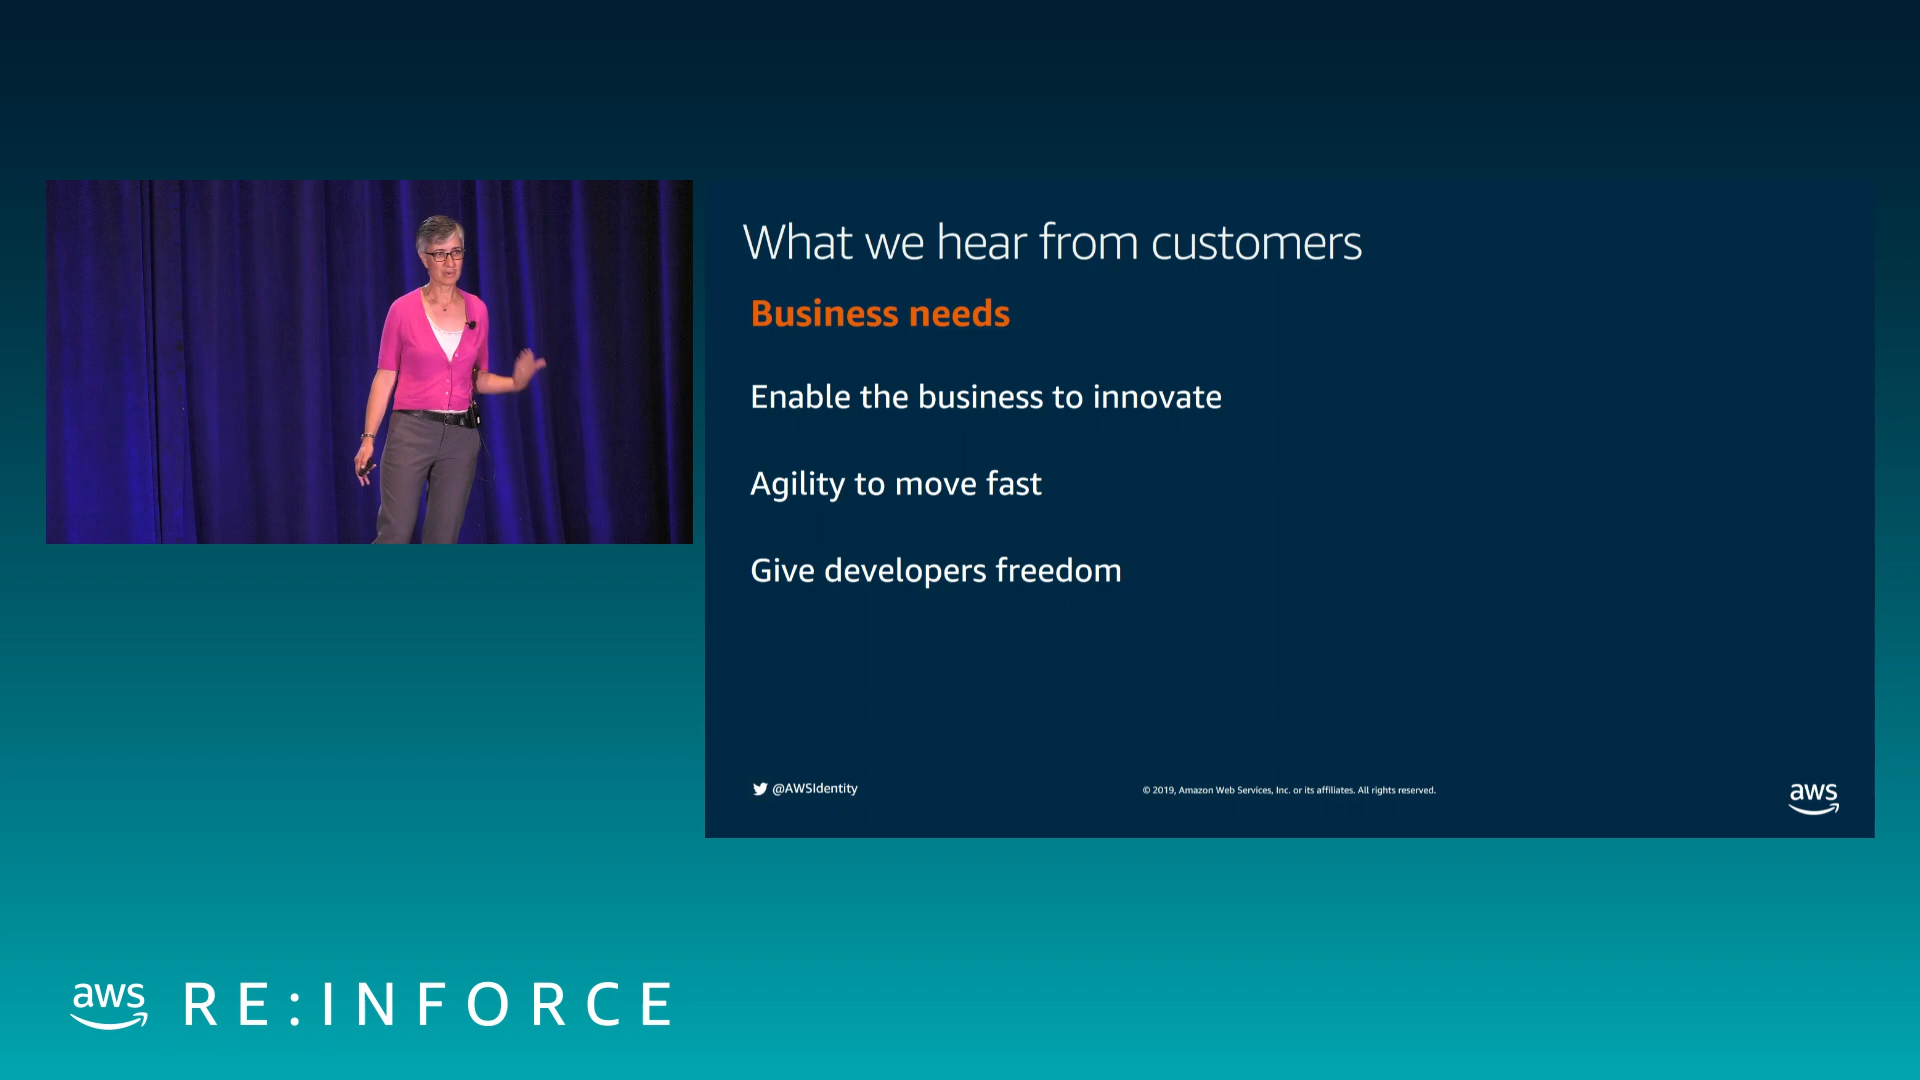 What we hear from customers
Business needs
Enable the business to innovate
Agility to move fast
Give developers freedom
@AWSIdentity
© 2019, Amazon Web Services, Inc. or its affiliates. All rights reserved.
aws
aws RE:INFORCE